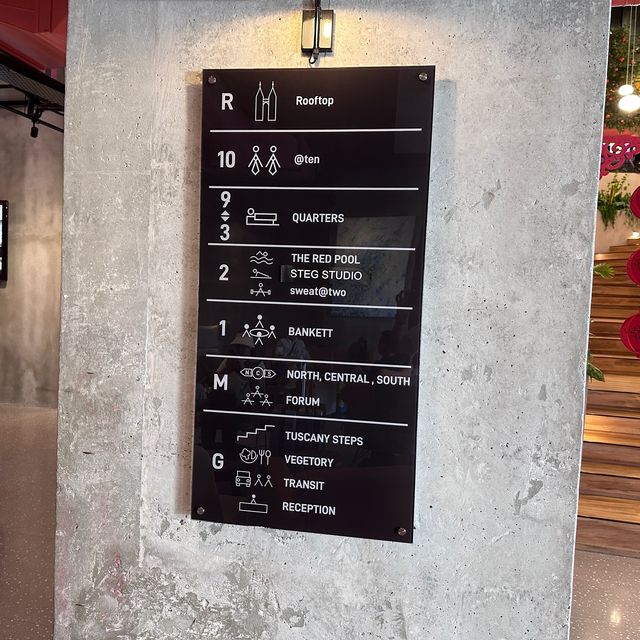 R Rooftop
10 @ten
9
3 QUARTERS
2 THE RED POOL
STEG STUDIO
sweat@two
1 BANKETT
M N C S NORTH, CENTRAL , SOUTH
FORUM
G TUSCANY STEPS
VEGETORY
TRANSIT
RECEPTION